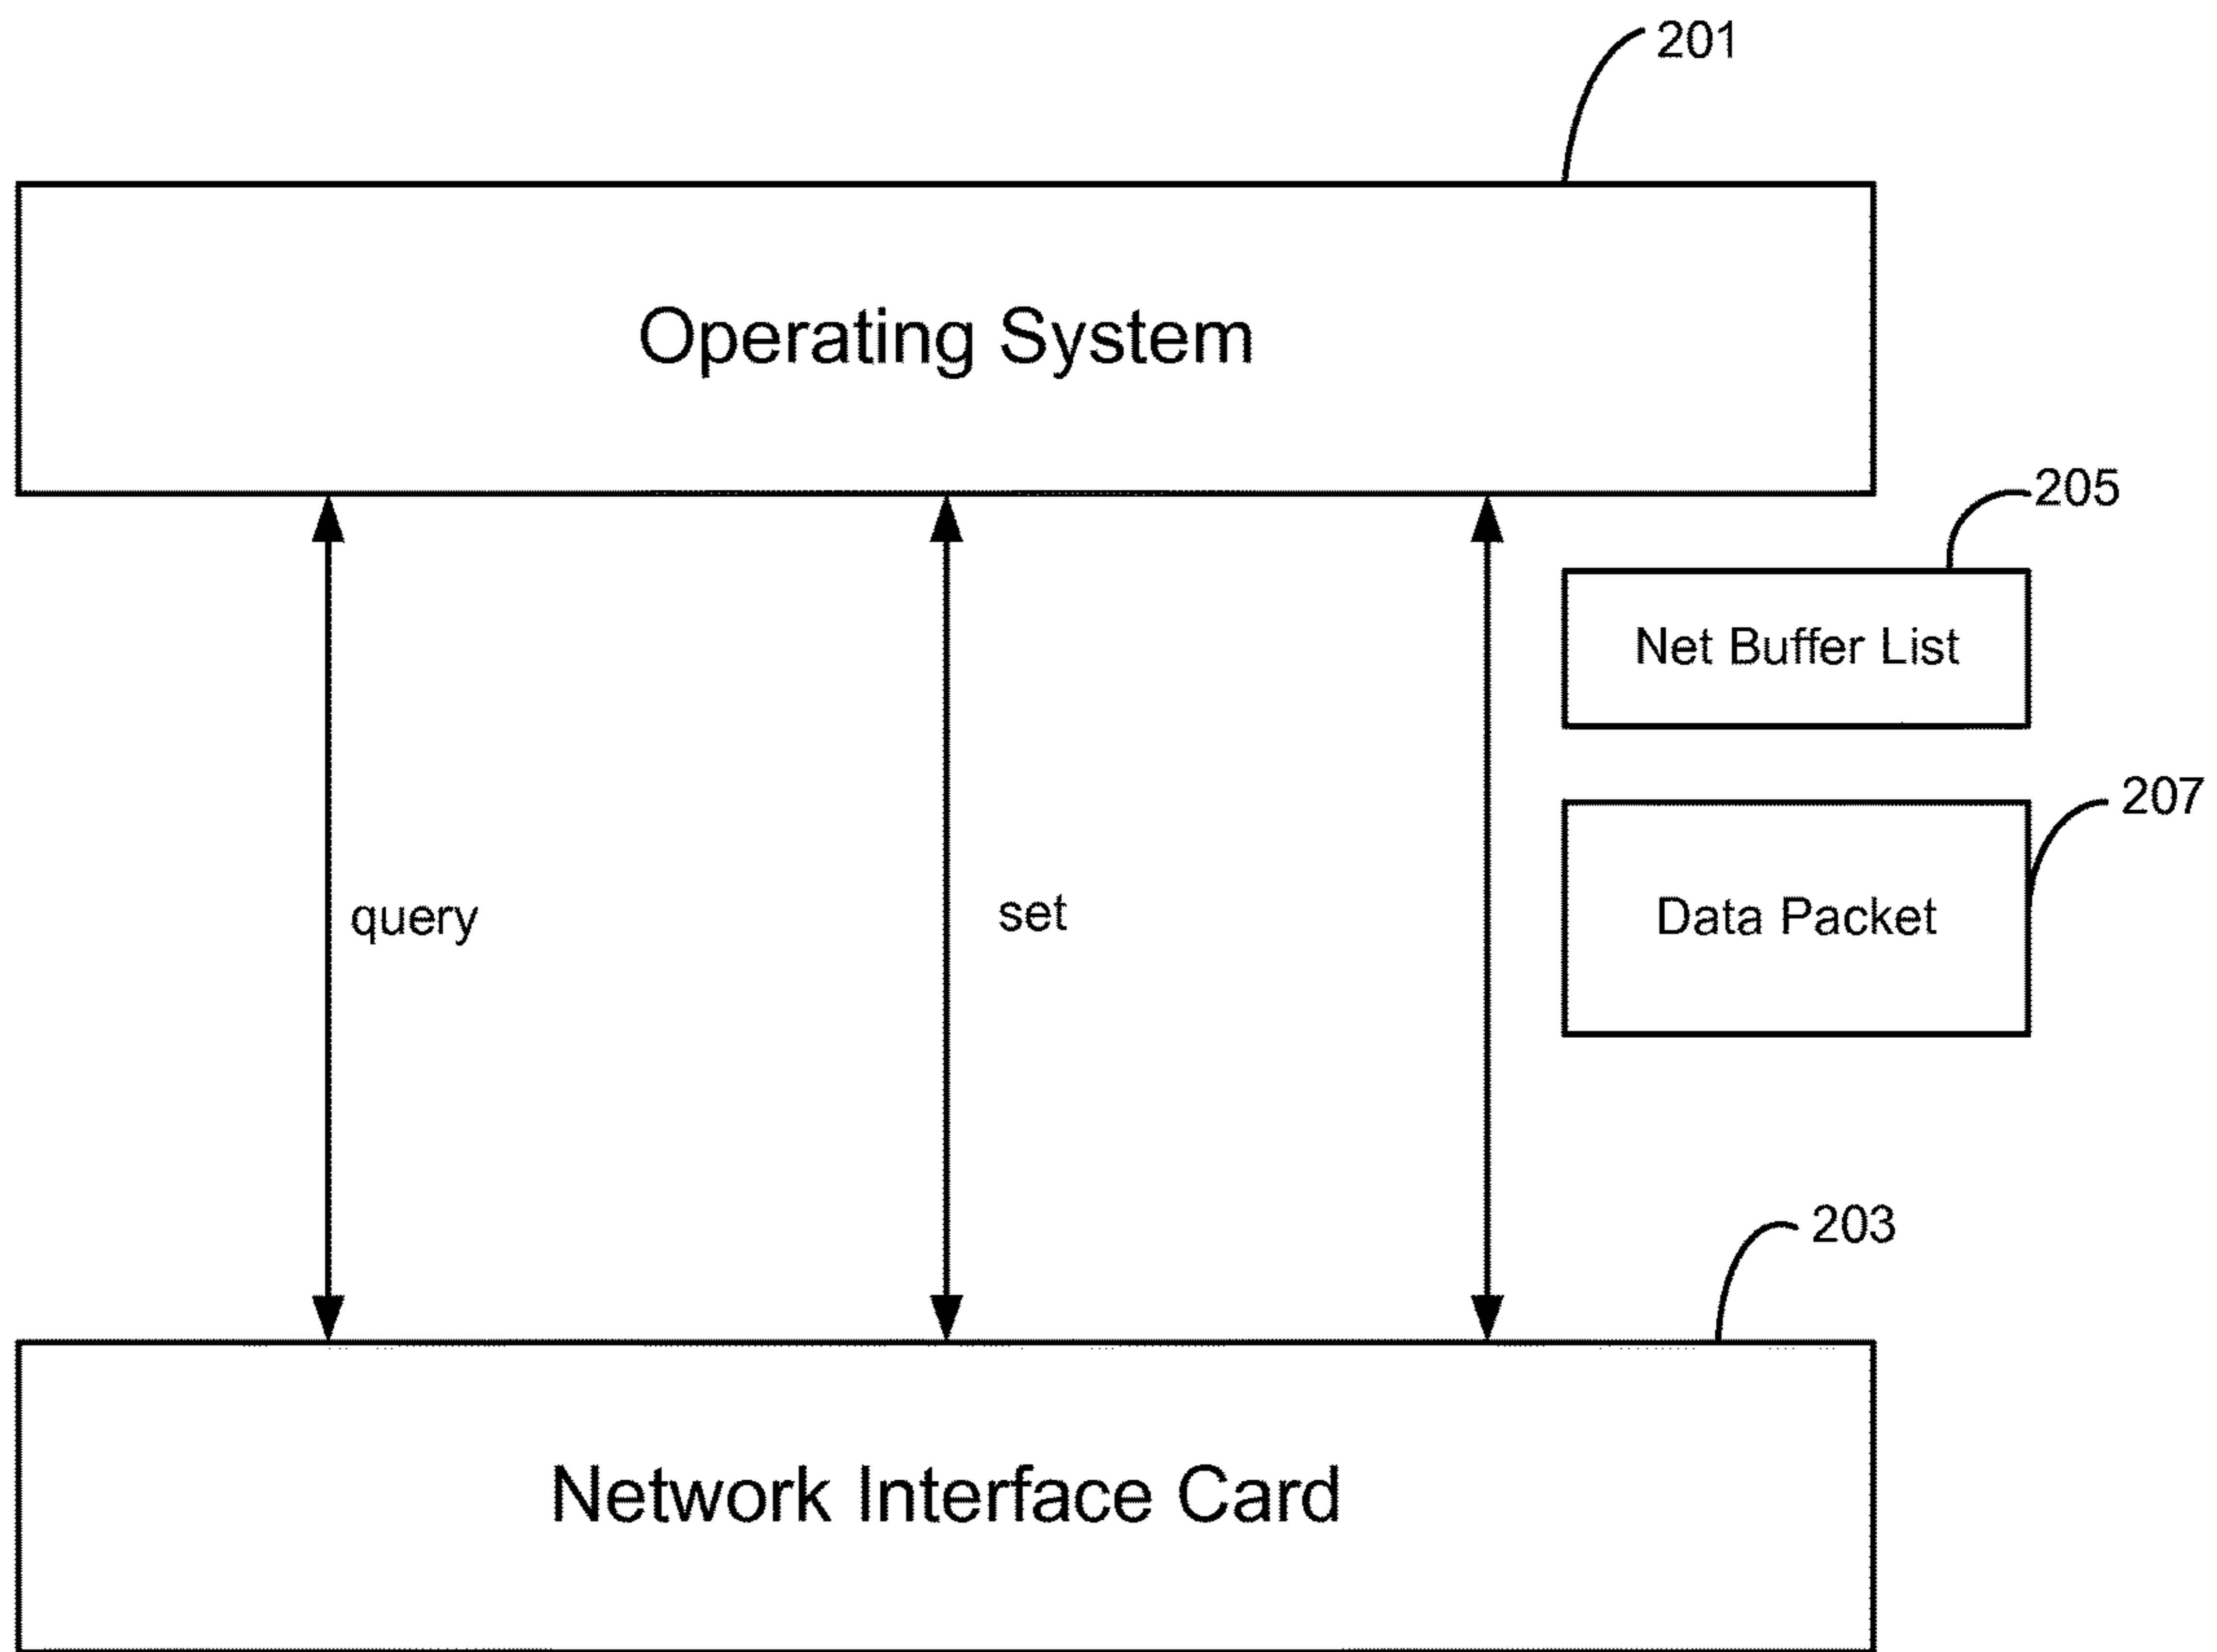 201
Operating System
205
Net Buffer List
207
query
set
Data Packet
203
Network Interface Card